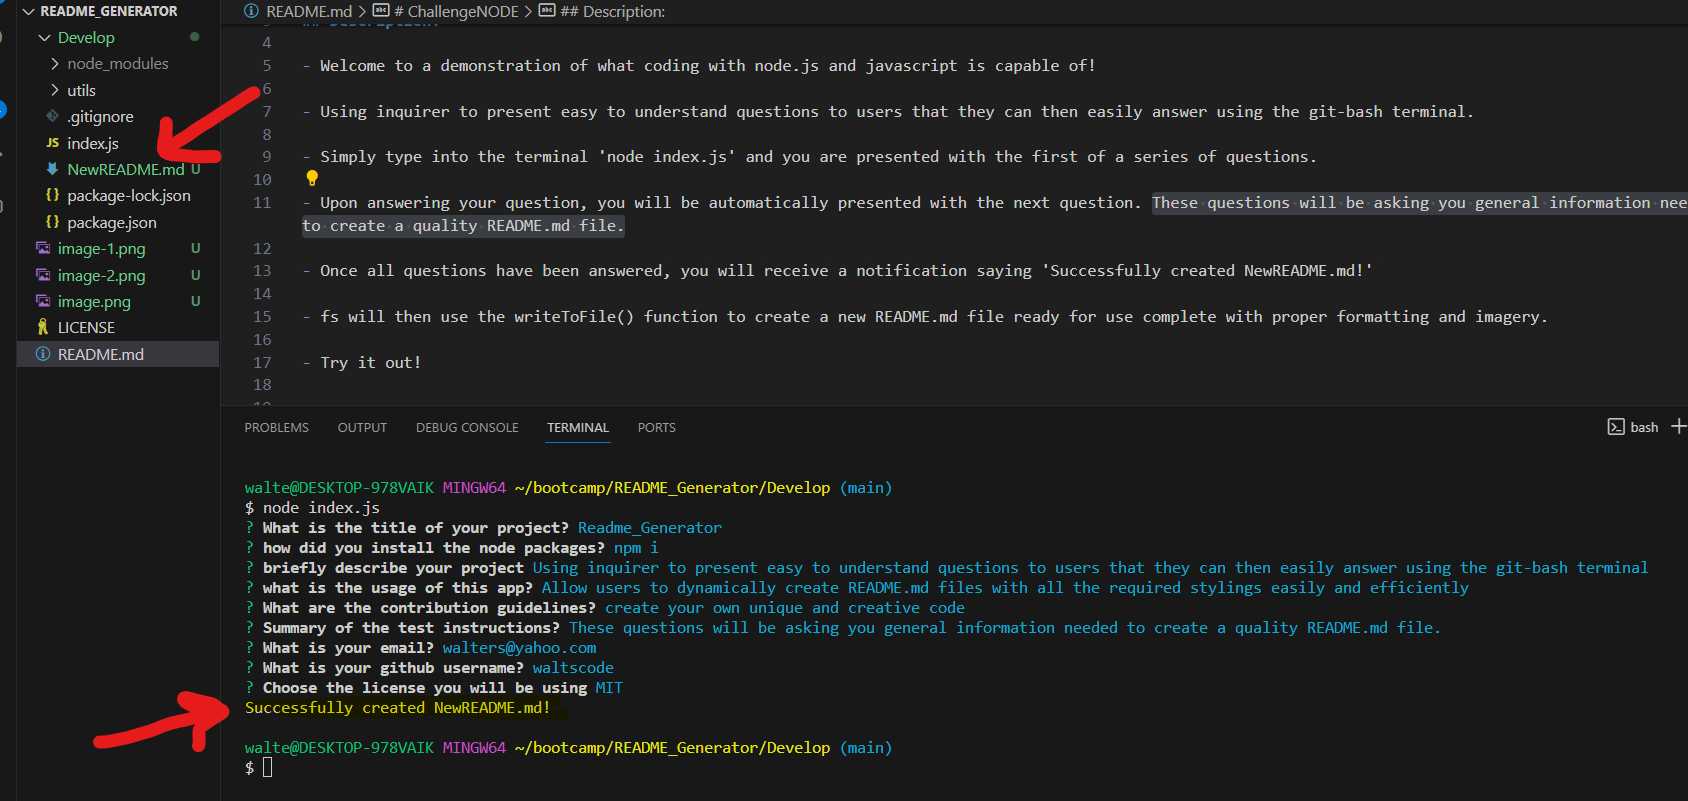 README_GENERATOR
Develop
node_modules
utils
.gitignore
JS index.js
NewREADME.md U
{} package-lock.json
{} package.json
image-1.png U
image-2.png U
image.png U
LICENSE
README.md
README.md > # ChallengeNODE > ## Description:
4
5 - Welcome to a demonstration of what coding with node.js and javascript is capable of!
6
7 - Using inquirer to present easy to understand questions to users that they can then easily answer using the git-bash terminal.
8
9 - Simply type into the terminal 'node index.js' and you are presented with the first of a series of questions.
10
11 - Upon answering your question, you will be automatically presented with the next question. These questions will be asking you general information nee
to create a quality README.md file.
12
13 - Once all questions have been answered, you will receive a notification saying 'Successfully created NewREADME.md!'
14
15 - fs will then use the writeToFile() function to create a new README.md file ready for use complete with proper formatting and imagery.
16
17 - Try it out!
18
PROBLEMS OUTPUT DEBUG CONSOLE TERMINAL PORTS bash
walte@DESKTOP-978VAIK MINGW64 ~/bootcamp/README_Generator/Develop (main)
$ node index.js
? What is the title of your project? Readme_Generator
? how did you install the node packages? npm i
? briefly describe your project Using inquirer to present easy to understand questions to users that they can then easily answer using the git-bash terminal
? what is the usage of this app? Allow users to dynamically create README.md files with all the required stylings easily and efficiently
? What are the contribution guidelines? create your own unique and creative code
? Summary of the test instructions? These questions will be asking you general information needed to create a quality README.md file.
? What is your email? walters@yahoo.com
? What is your github username? waltscode
? Choose the license you will be using MIT
Successfully created NewREADME.md!
walte@DESKTOP-978VAIK MINGW64 ~/bootcamp/README_Generator/Develop (main)
$